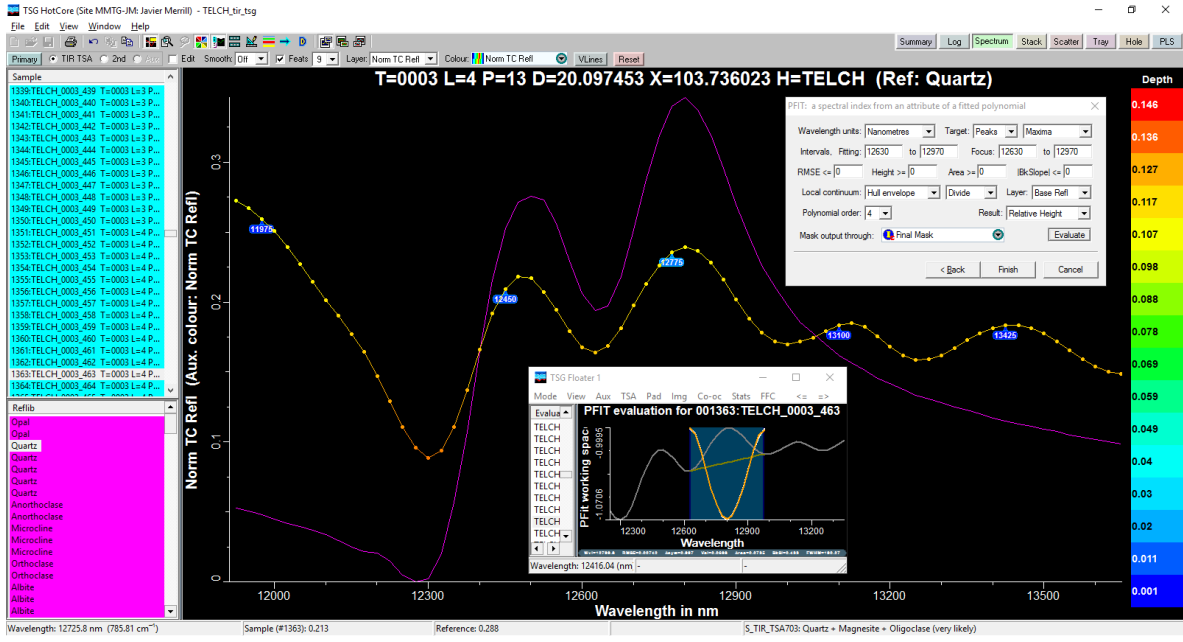 TSG HotCore (Site MMTG-JM: Javier Merrill) - TELCH_tir_tsg
File Edit View Window Help
Summary Log Spectrum Stack Scatter Tray Hole PLS
Primary TIR TSA 2nd Aux Edit Smooth: Off Feats 9 Layer: Norm TC Refl Colour: Norm TC Refl VLines Reset
Sample
1339:TELCH_0003_439 T=0003 L=3 P...
1340:TELCH_0003_440 T=0003 L=3 P...
1341:TELCH_0003_441 T=0003 L=3 P...
1342:TELCH_0003_442 T=0003 L=3 P...
1343:TELCH_0003_443 T=0003 L=3 P...
1344:TELCH_0003_444 T=0003 L=3 P...
1345:TELCH_0003_445 T=0003 L=3 P...
1346:TELCH_0003_446 T=0003 L=3 P...
1347:TELCH_0003_447 T=0003 L=3 P...
1348:TELCH_0003_448 T=0003 L=3 P...
1349:TELCH_0003_449 T=0003 L=3 P...
1350:TELCH_0003_450 T=0003 L=3 P...
1351:TELCH_0003_451 T=0003 L=4 P...
1352:TELCH_0003_452 T=0003 L=4 P...
1353:TELCH_0003_453 T=0003 L=4 P...
1354:TELCH_0003_454 T=0003 L=4 P...
1355:TELCH_0003_455 T=0003 L=4 P...
1356:TELCH_0003_456 T=0003 L=4 P...
1357:TELCH_0003_457 T=0003 L=4 P...
1358:TELCH_0003_458 T=0003 L=4 P...
1359:TELCH_0003_459 T=0003 L=4 P...
1360:TELCH_0003_460 T=0003 L=4 P...
1361:TELCH_0003_461 T=0003 L=4 P...
1362:TELCH_0003_462 T=0003 L=4 P...
1363:TELCH_0003_463 T=0003 L=4 P...
1364:TELCH_0003_464 T=0003 L=4 P...
Reflib
Opal
Opal
Quartz
Quartz
Quartz
Quartz
Quartz
Anorthoclase
Anorthoclase
Microcline
Microcline
Microcline
Orthoclase
Orthoclase
Albite
Albite
Albite
T=0003 L=4 P=13 D=20.097453 X=103.736023 H=TELCH (Ref: Quartz)
Norm TC Refl (Aux. colour: Norm TC Refl)
0.3
0.2
0.1
0
11975
12450
12775
13100
13425
12000 12300 12600 12900 13200 13500
Wavelength in nm
PFIT: a spectral index from an attribute of a fitted polynomial
Wavelength units: Nanometres Target: Peaks Maxima
Intervals, Fitting: 12630 to 12970 Focus: 12630 to 12970
RMSE <= 0 Height >= 0 Area >= 0 |BkSlope| <= 0
Local continuum: Hull envelope Divide Layer: Base Refl
Polynomial order: 4 Result: Relative Height
Mask output through: Final Mask Evaluate
< Back Finish Cancel
TSG Floater 1
Mode View Aux TSA Pad Img Co-oc Stats FFC <= =>
Evalua
TELCH
TELCH
TELCH
TELCH
TELCH
TELCH
TELCH
TELCH
TELCH
TELCH
PFIT evaluation for 001363:TELCH_0003_463
PFit working spac
-0.9995
-1.0706
12300 12600 12900 13200
Wavelength
Wavelength: 12416.04 (nm - -
Depth
0.146
0.136
0.127
0.117
0.107
0.098
0.088
0.078
0.069
0.059
0.049
0.04
0.03
0.02
0.011
0.001
Wavelength: 12725.8 nm (785.81 cm⁻¹) Sample (#1363): 0.213 Reference: 0.288 S_TIR_TSA703: Quartz + Magnesite + Oligoclase (very likely)